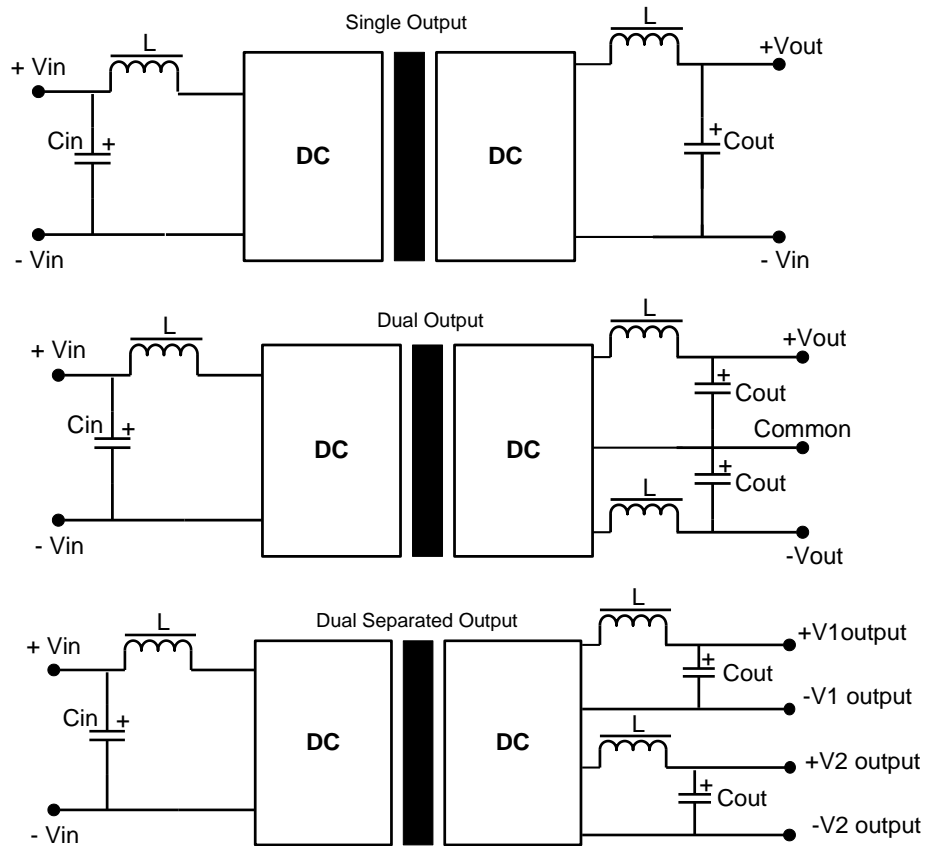 Single Output
L
L
+ Vin
+Vout
Cin
+
DC
DC
+
Cout
- Vin
- Vin
Dual Output
L
L
+ Vin
+Vout
+
Cout
Cin
+
DC
DC
Common
+
Cout
L
- Vin
-Vout
Dual Separated Output
L
L
+ Vin
+V1output
+
Cout
-V1 output
Cin
+
DC
DC
L
+V2 output
+
Cout
- Vin
-V2 output